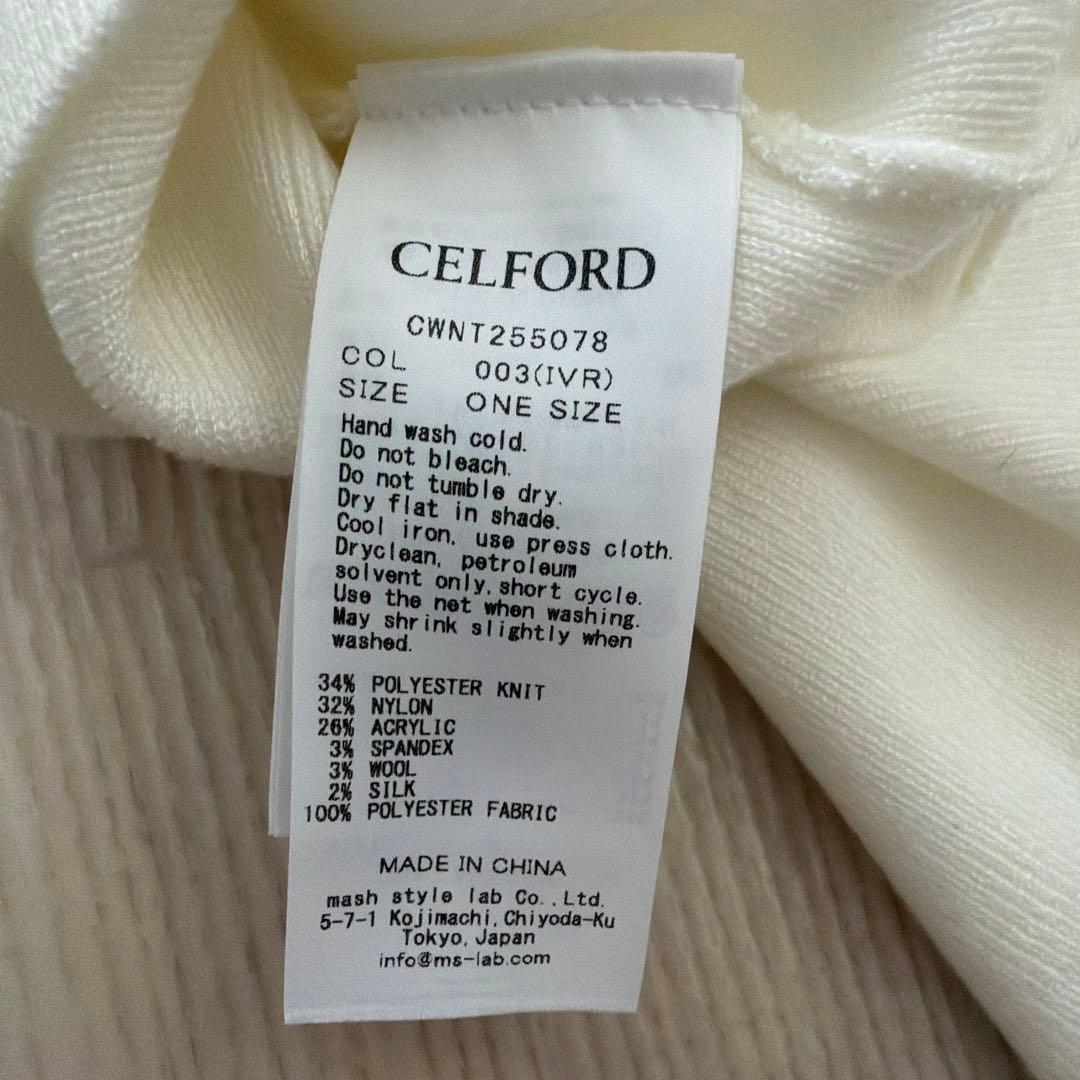 CELFORD
CWNT255078
COL 003(IVR)
SIZE ONE SIZE
Hand wash cold.
Do not bleach.
Do not tumble dry.
Dry flat in shade.
Cool iron, use press cloth.
Dryclean, petroleum
solvent only, short cycle.
Use the net when washing.
May shrink slightly when
washed.
34% POLYESTER KNIT
32% NYLON
26% ACRYLIC
3% SPANDEX
3% WOOL
2% SILK
100% POLYESTER FABRIC
MADE IN CHINA
mash style lab Co.,Ltd.
5-7-1 Kojimachi,Chiyoda-Ku
Tokyo, Japan
info@ms-lab.com